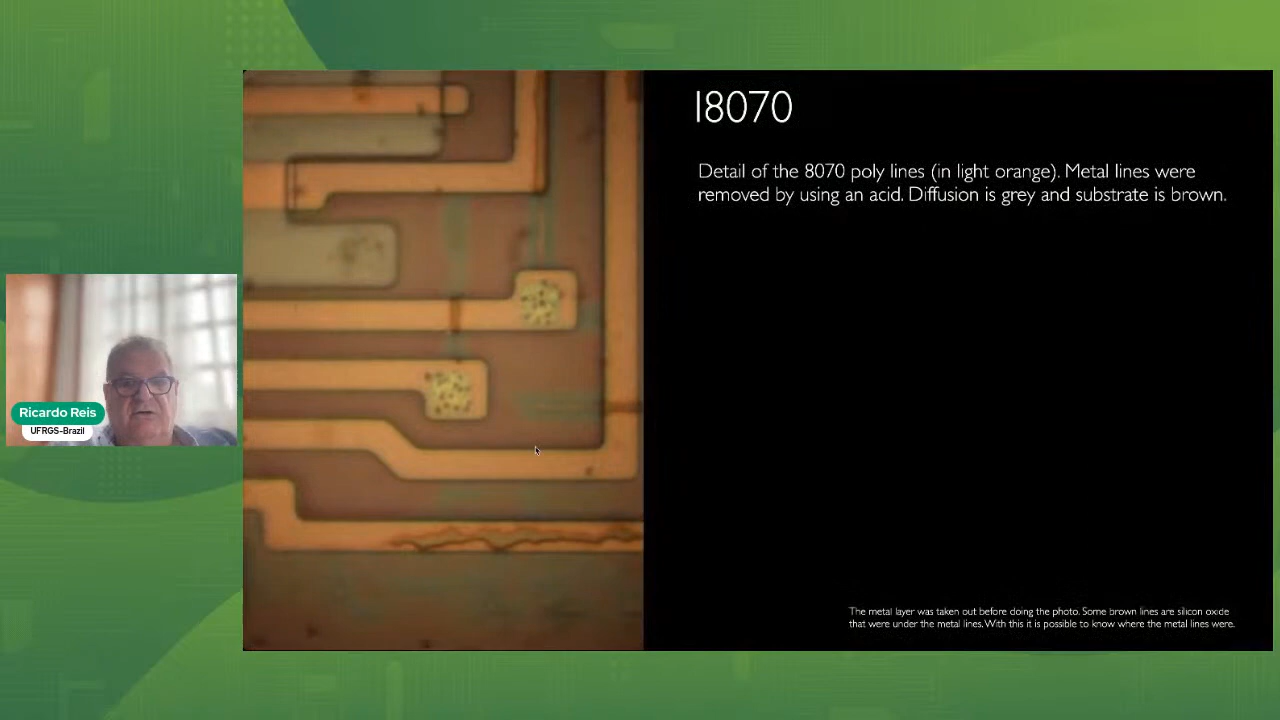 I8070
Detail of the 8070 poly lines (in light orange). Metal lines were
removed by using an acid. Diffusion is grey and substrate is brown.
Ricardo Reis
UFRGS-Brazil
The metal layer was taken out before doing the photo. Some brown lines are silicon oxide
that were under the metal lines. With this it is possible to know where the metal lines were.